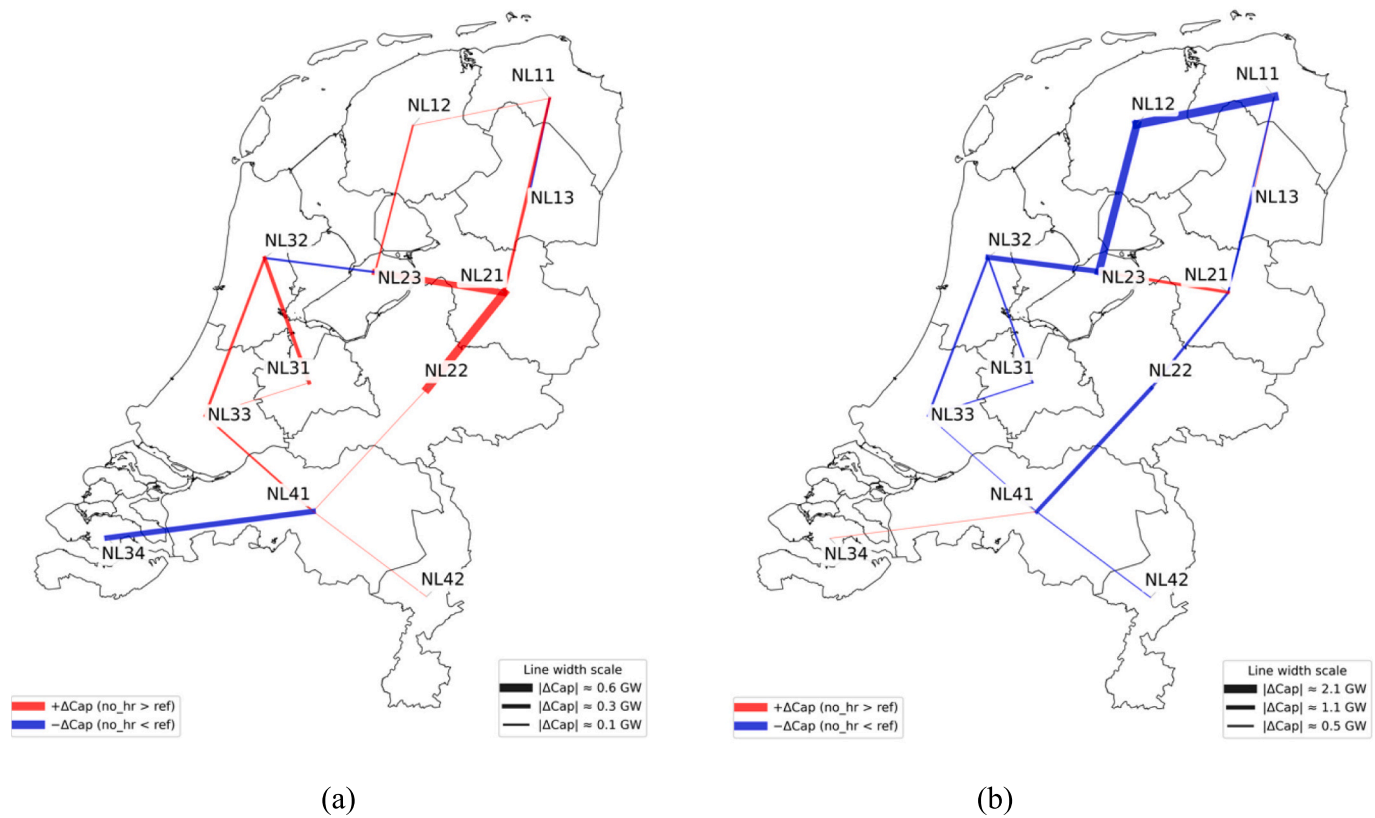 NL11
NL12
NL13
NL32
NL23
NL21
NL31
NL22
NL33
NL41
NL34
NL42
+ΔCap (no_hr > ref)
−ΔCap (no_hr < ref)
Line width scale
|ΔCap| ≈ 0.6 GW
|ΔCap| ≈ 0.3 GW
|ΔCap| ≈ 0.1 GW
(a)
NL11
NL12
NL13
NL32
NL23
NL21
NL31
NL22
NL33
NL41
NL34
NL42
+ΔCap (no_hr > ref)
−ΔCap (no_hr < ref)
Line width scale
|ΔCap| ≈ 2.1 GW
|ΔCap| ≈ 1.1 GW
|ΔCap| ≈ 0.5 GW
(b)